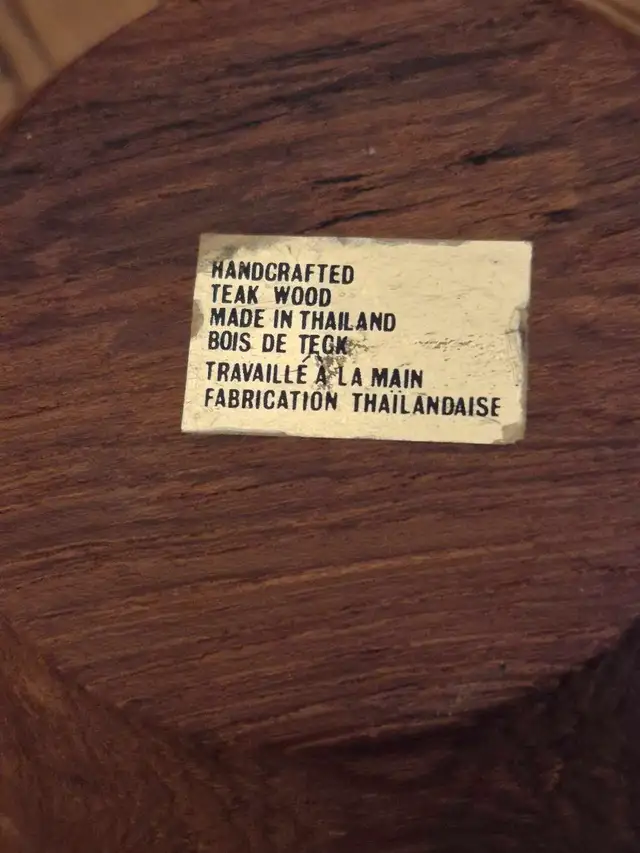 HANDCRAFTED
TEAK WOOD
MADE IN THAILAND
BOIS DE TECK
TRAVAILLÉ À LA MAIN
FABRICATION THAÏLANDAISE